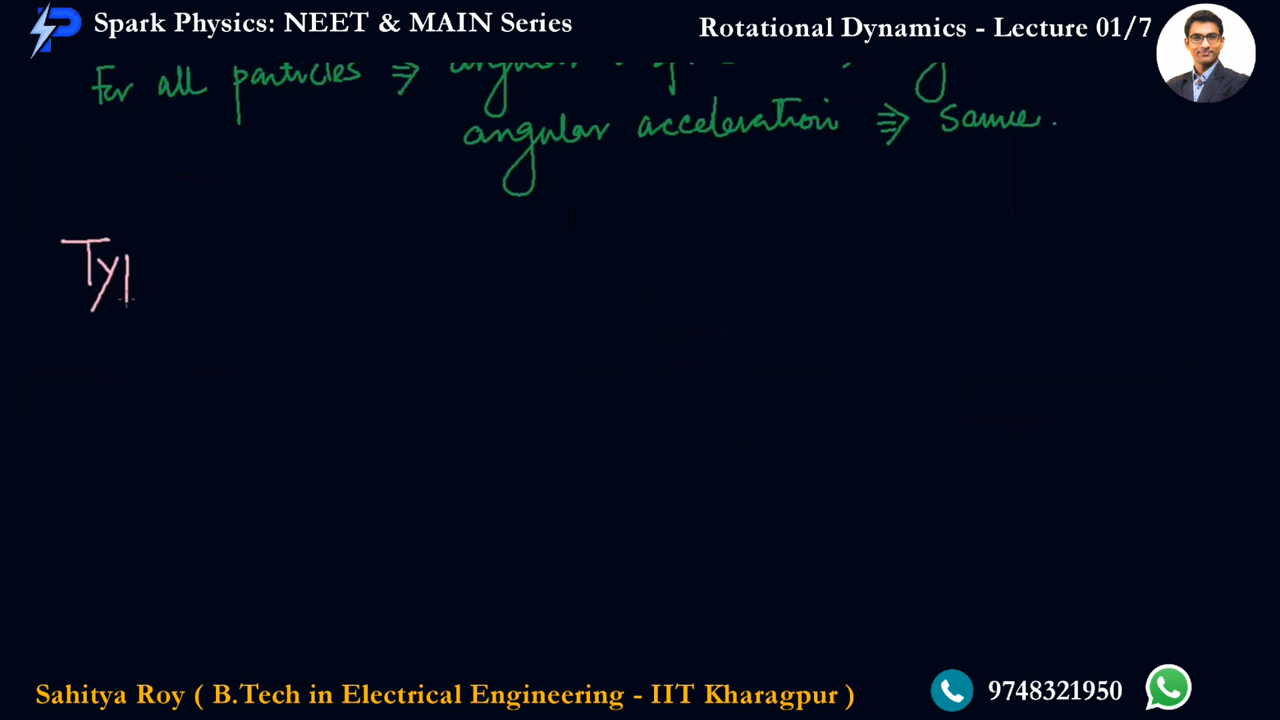 Spark Physics: NEET & MAIN Series
Rotational Dynamics - Lecture 01/7
For all particles ⇛ angular
angular acceleration ⇛ same.
Ty
Sahitya Roy ( B.Tech in Electrical Engineering - IIT Kharagpur )
9748321950